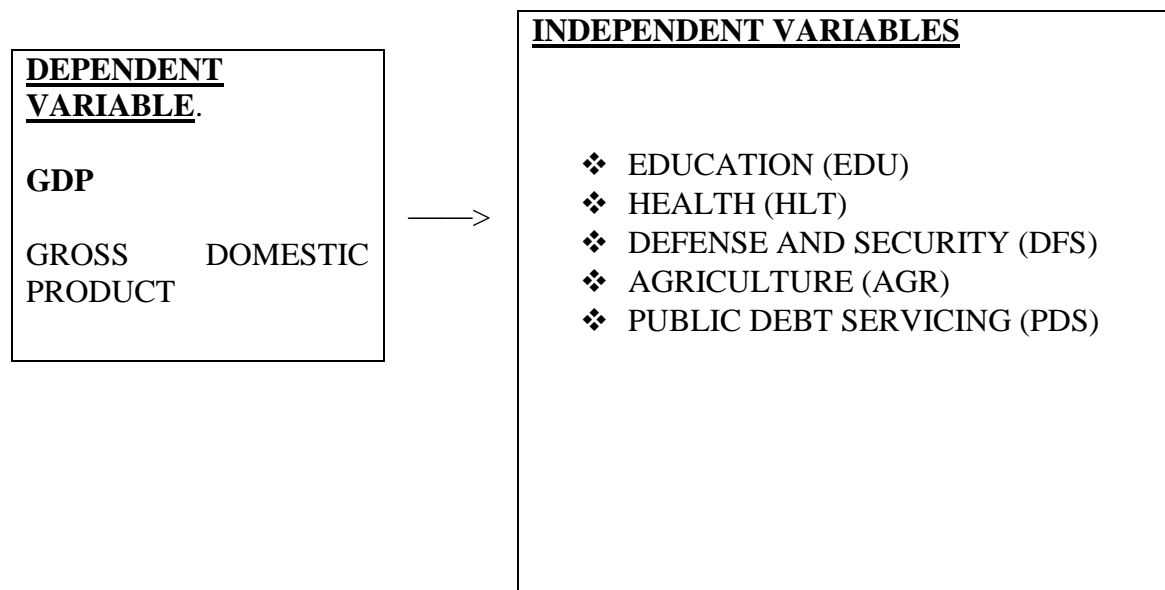 DEPENDENT
VARIABLE.
GDP
GROSS DOMESTIC
PRODUCT
——>
INDEPENDENT VARIABLES
❖ EDUCATION (EDU)
❖ HEALTH (HLT)
❖ DEFENSE AND SECURITY (DFS)
❖ AGRICULTURE (AGR)
❖ PUBLIC DEBT SERVICING (PDS)